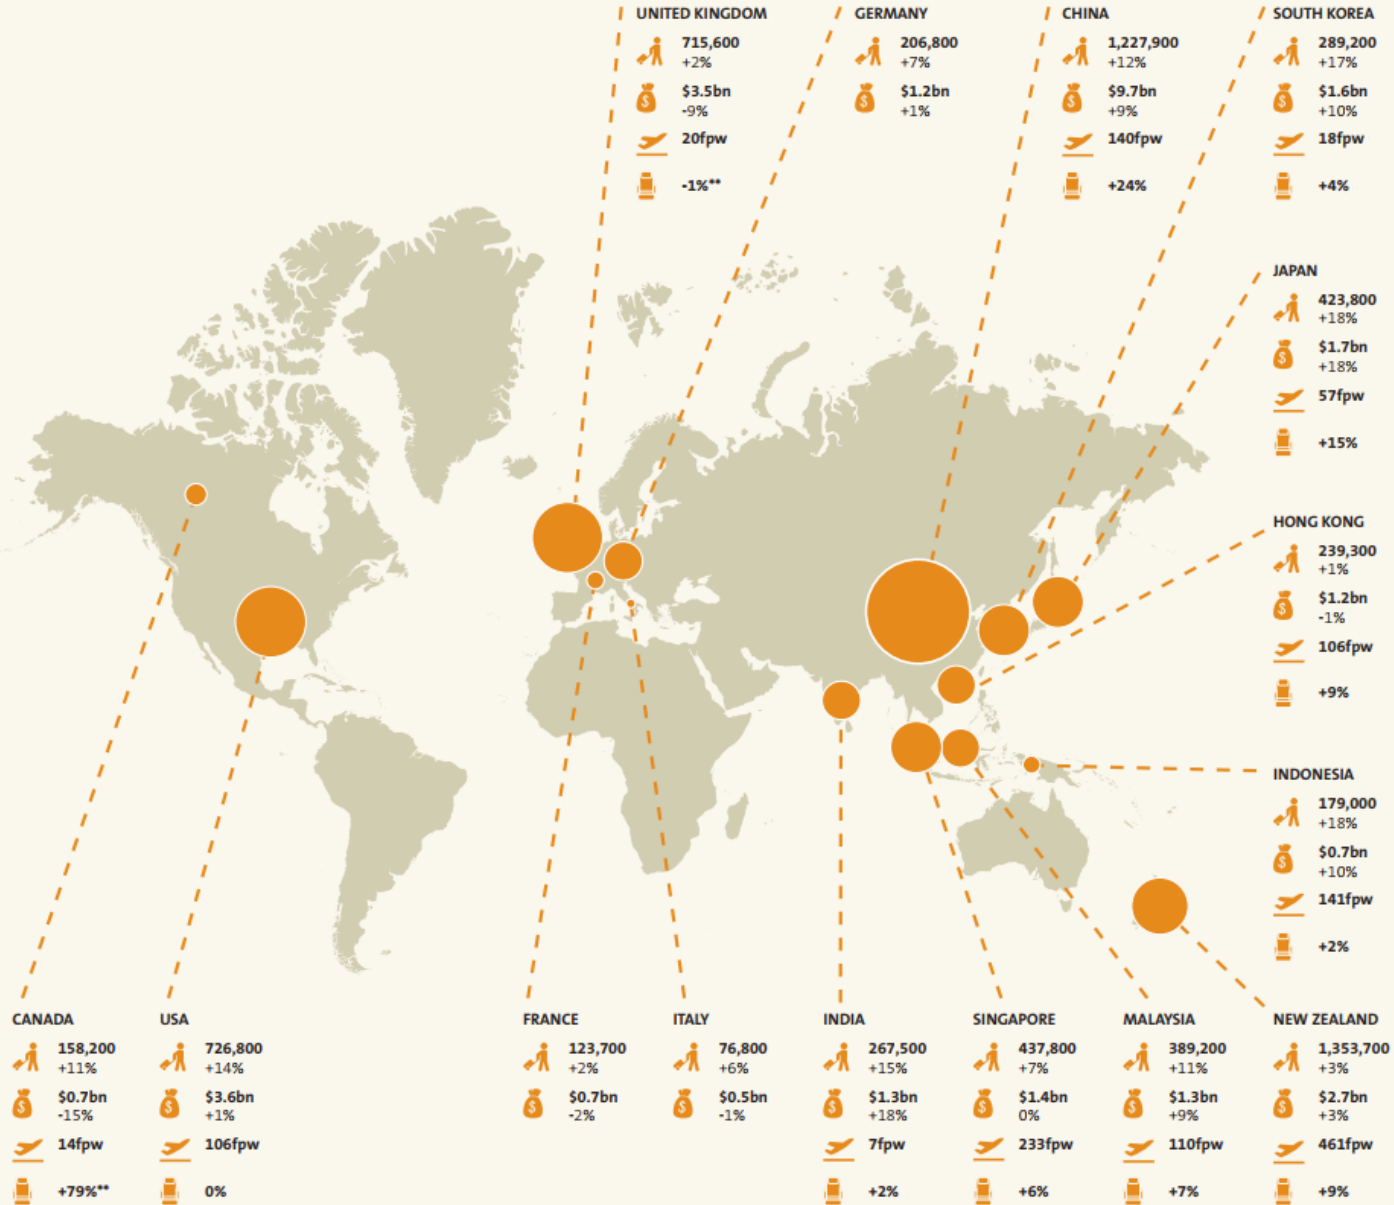 UNITED KINGDOM
715,600
+2%
$3.5bn
-9%
20fpw
-1%**
GERMANY
206,800
+7%
$1.2bn
+1%
CHINA
1,227,900
+12%
$9.7bn
+9%
140fpw
+24%
SOUTH KOREA
289,200
+17%
$1.6bn
+10%
18fpw
+4%
JAPAN
423,800
+18%
$1.7bn
+18%
57fpw
+15%
HONG KONG
239,300
+1%
$1.2bn
-1%
106fpw
+9%
INDONESIA
179,000
+18%
$0.7bn
+10%
141fpw
+2%
CANADA
158,200
+11%
$0.7bn
-15%
14fpw
+79%**
USA
726,800
+14%
$3.6bn
+1%
106fpw
0%
FRANCE
123,700
+2%
$0.7bn
-2%
ITALY
76,800
+6%
$0.5bn
-1%
INDIA
267,500
+15%
$1.3bn
+18%
7fpw
+2%
SINGAPORE
437,800
+7%
$1.4bn
0%
233fpw
+6%
MALAYSIA
389,200
+11%
$1.3bn
+9%
110fpw
+7%
NEW ZEALAND
1,353,700
+3%
$2.7bn
+3%
461fpw
+9%